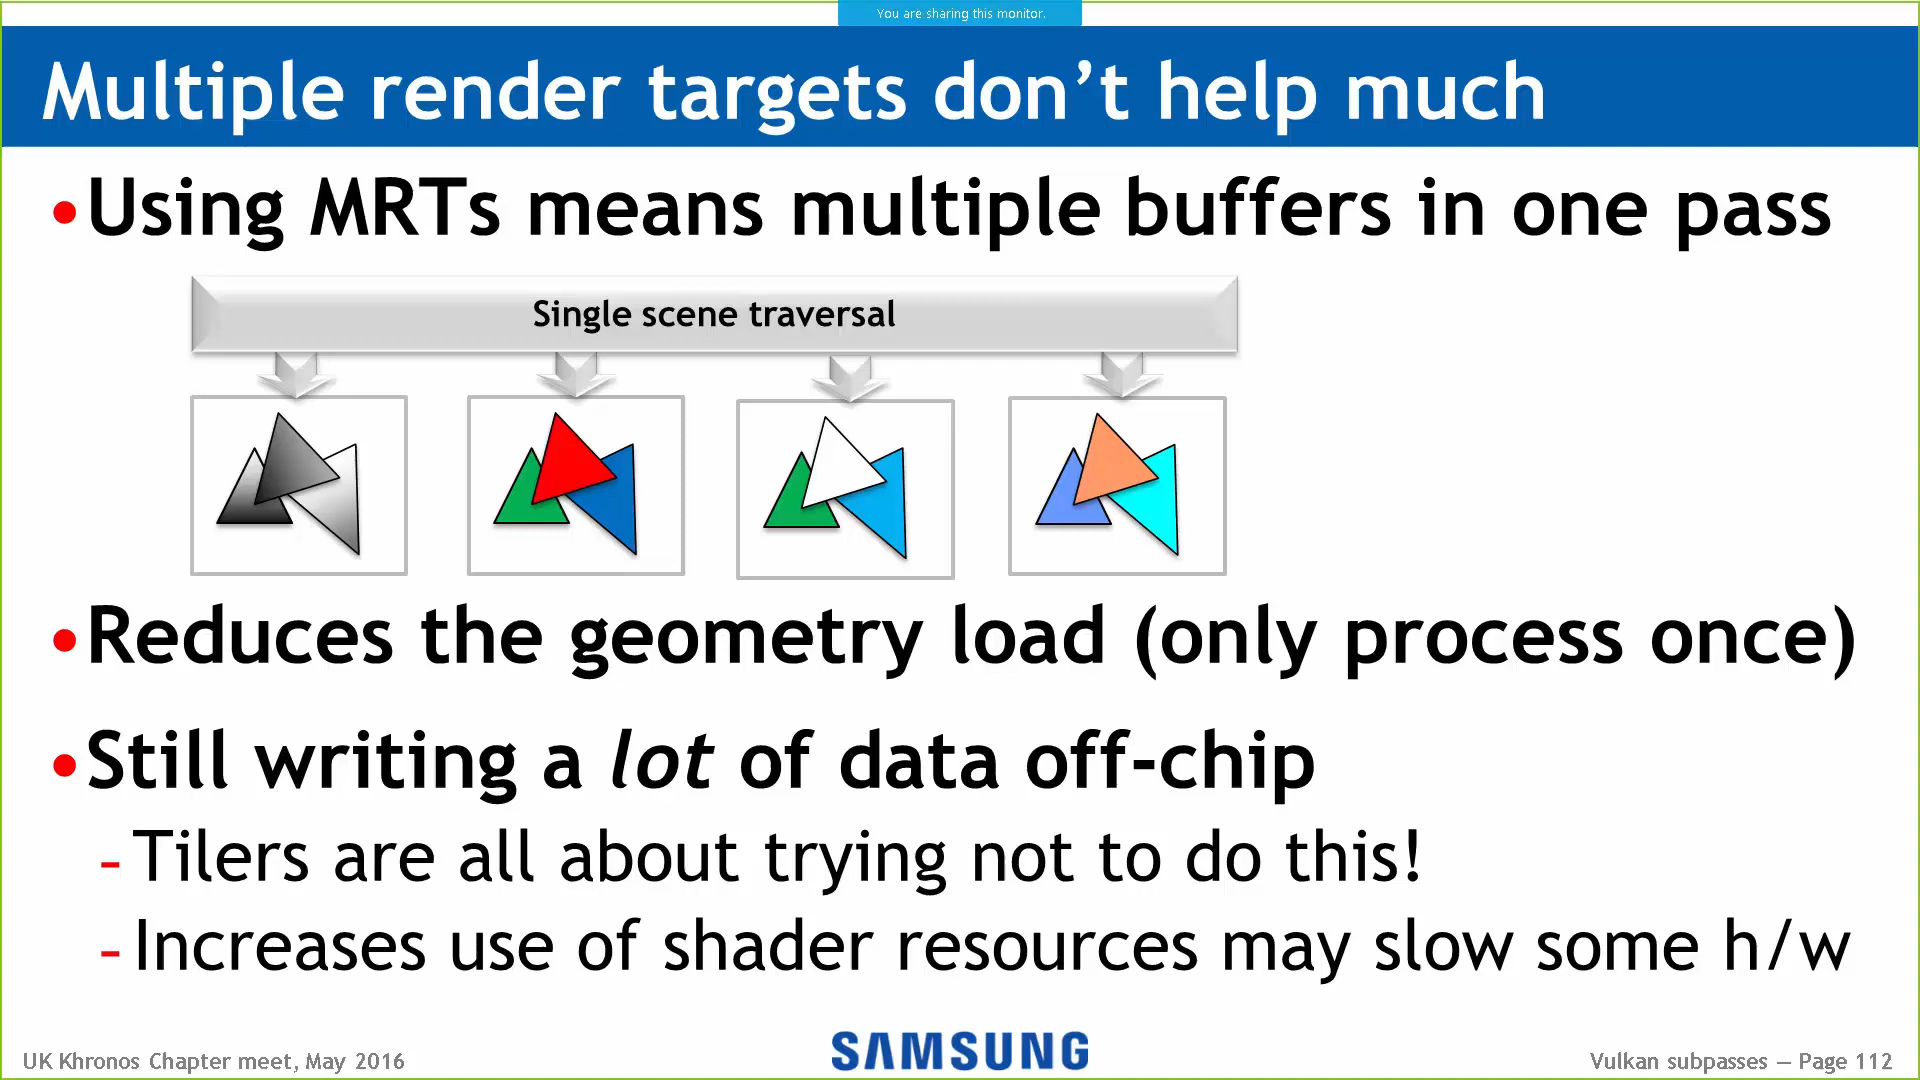 You are sharing this monitor.
Multiple render targets don’t help much
•Using MRTs means multiple buffers in one pass
Single scene traversal
•Reduces the geometry load (only process once)
•Still writing a lot of data off-chip
–Tilers are all about trying not to do this!
–Increases use of shader resources may slow some h/w
UK Khronos Chapter meet, May 2016
SAMSUNG
Vulkan subpasses — Page 112